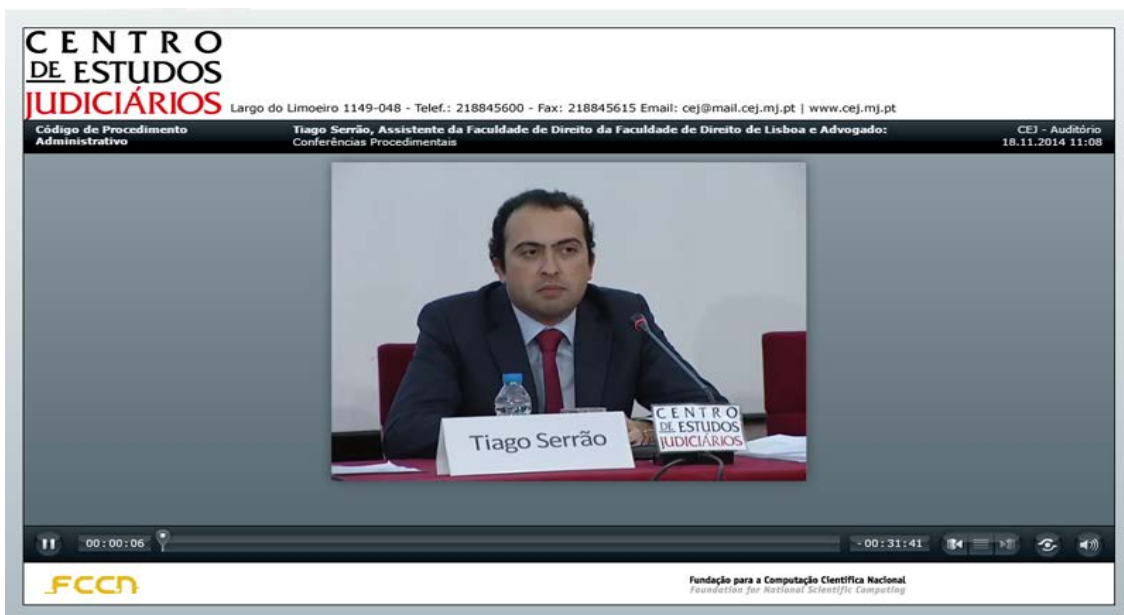 CENTRO
DE ESTUDOS
JUDICIÁRIOS
Largo do Limoeiro 1149-048 - Telef.: 218845600 - Fax: 218845615 Email: cej@mail.cej.mj.pt | www.cej.mj.pt
Código de Procedimento
Administrativo
Tiago Serrão, Assistente da Faculdade de Direito da Faculdade de Direito de Lisboa e Advogado:
Conferências Procedimentais
CEJ - Auditório
18.11.2014 11:08
Tiago Serrão
CENTRO
DE ESTUDOS
JUDICIÁRIOS
00:00:06
-00:31:41
FCCN
Fundação para a Computação Científica Nacional
Foundation for National Scientific Computing